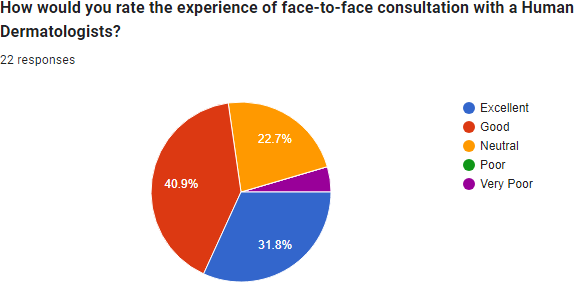 How would you rate the experience of face-to-face consultation with a Human
Dermatologists?
22 responses
Excellent
Good
Neutral
Poor
Very Poor
22.7%
40.9%
31.8%